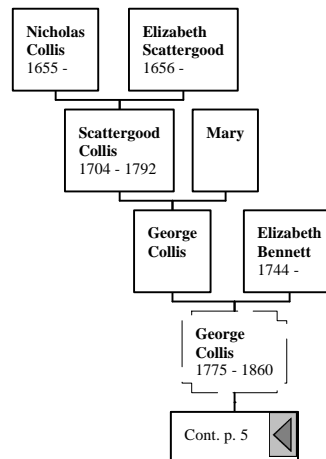 Nicholas
Collis
1655 -
Elizabeth
Scattergood
1656 -
Scattergood
Collis
1704 - 1792
Mary
George
Collis
Elizabeth
Bennett
1744 -
George
Collis
1775 - 1860
Cont. p. 5